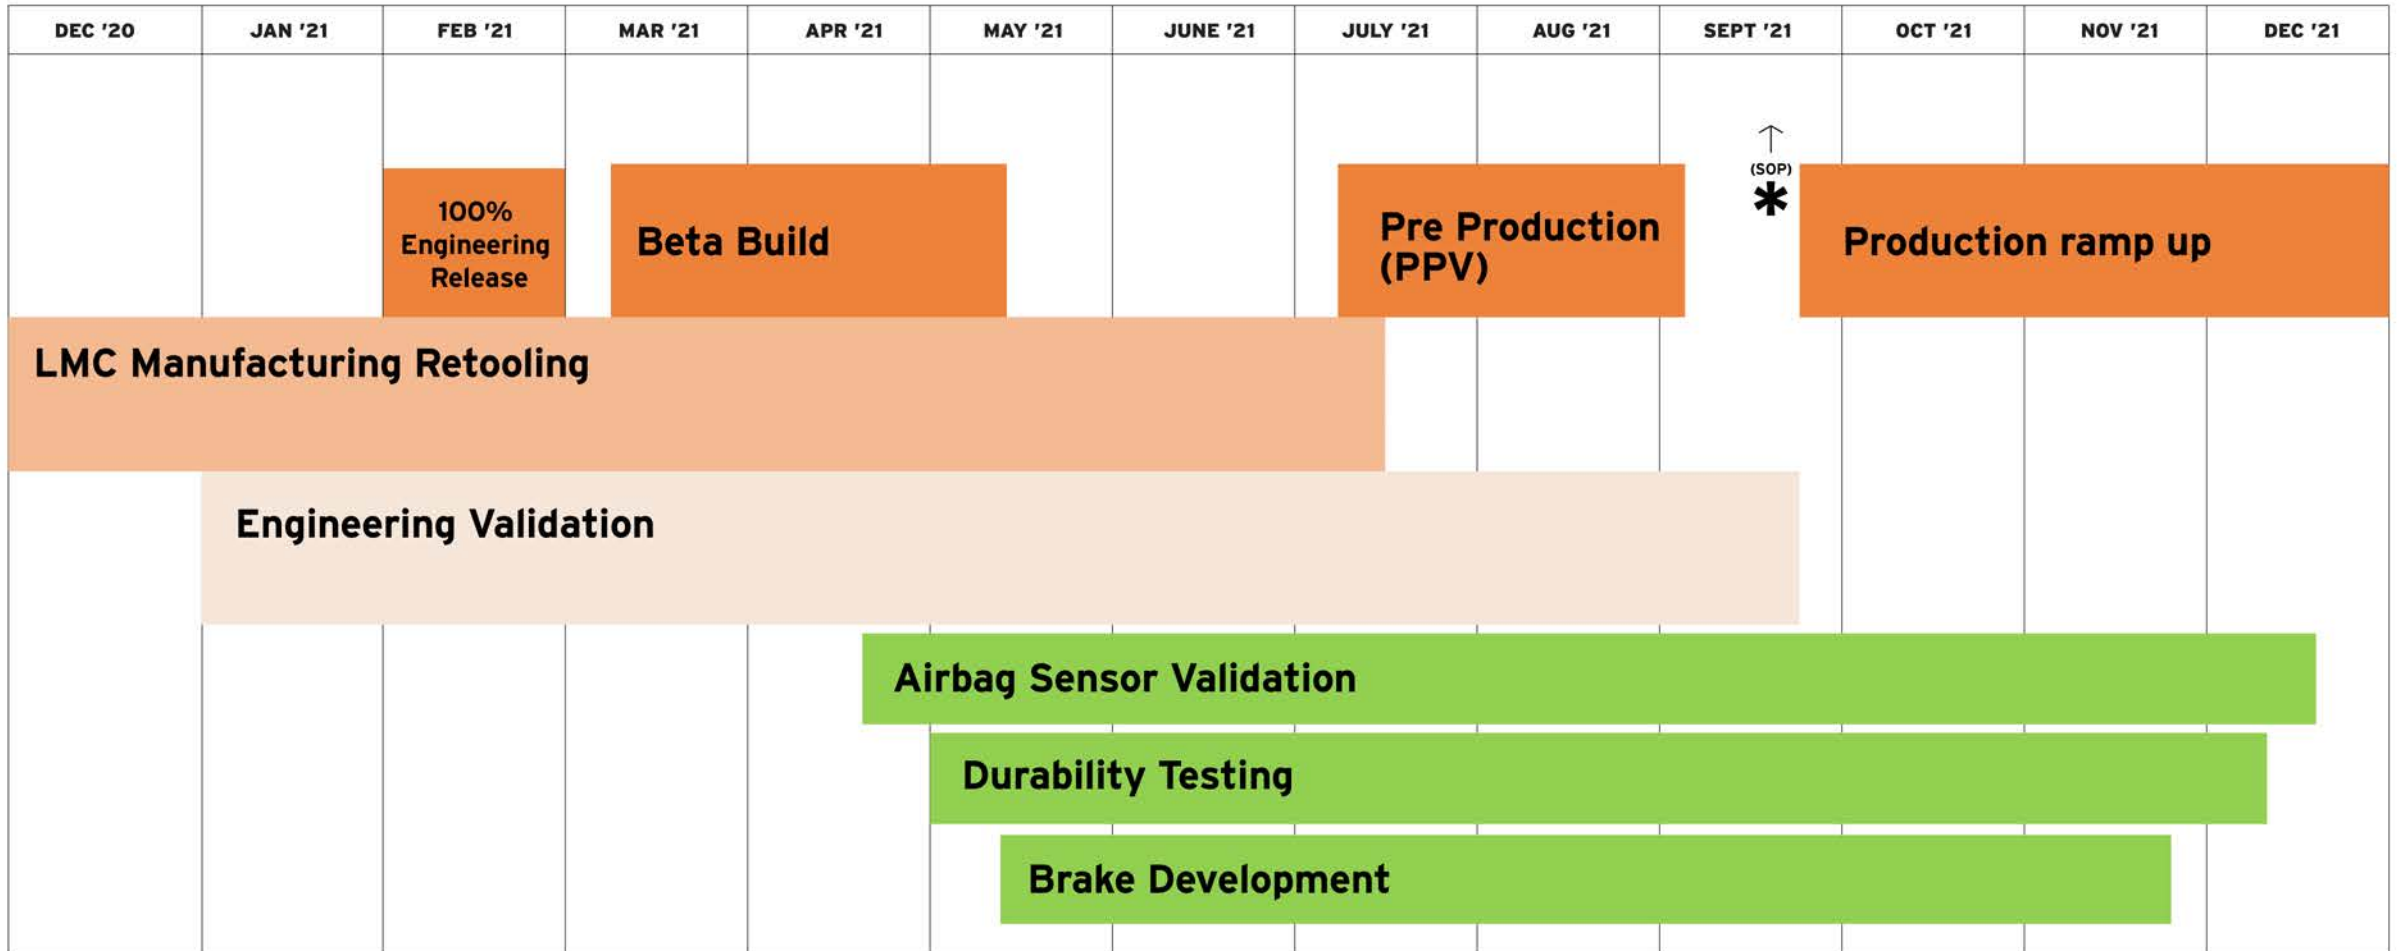 DEC '20 JAN '21 FEB '21 MAR '21 APR '21 MAY '21 JUNE '21 JULY '21 AUG '21 SEPT '21 OCT '21 NOV '21 DEC '21
100%
Engineering
Release
Beta Build
Pre Production
(PPV)
(SOP)
*
Production ramp up
LMC Manufacturing Retooling
Engineering Validation
Airbag Sensor Validation
Durability Testing
Brake Development